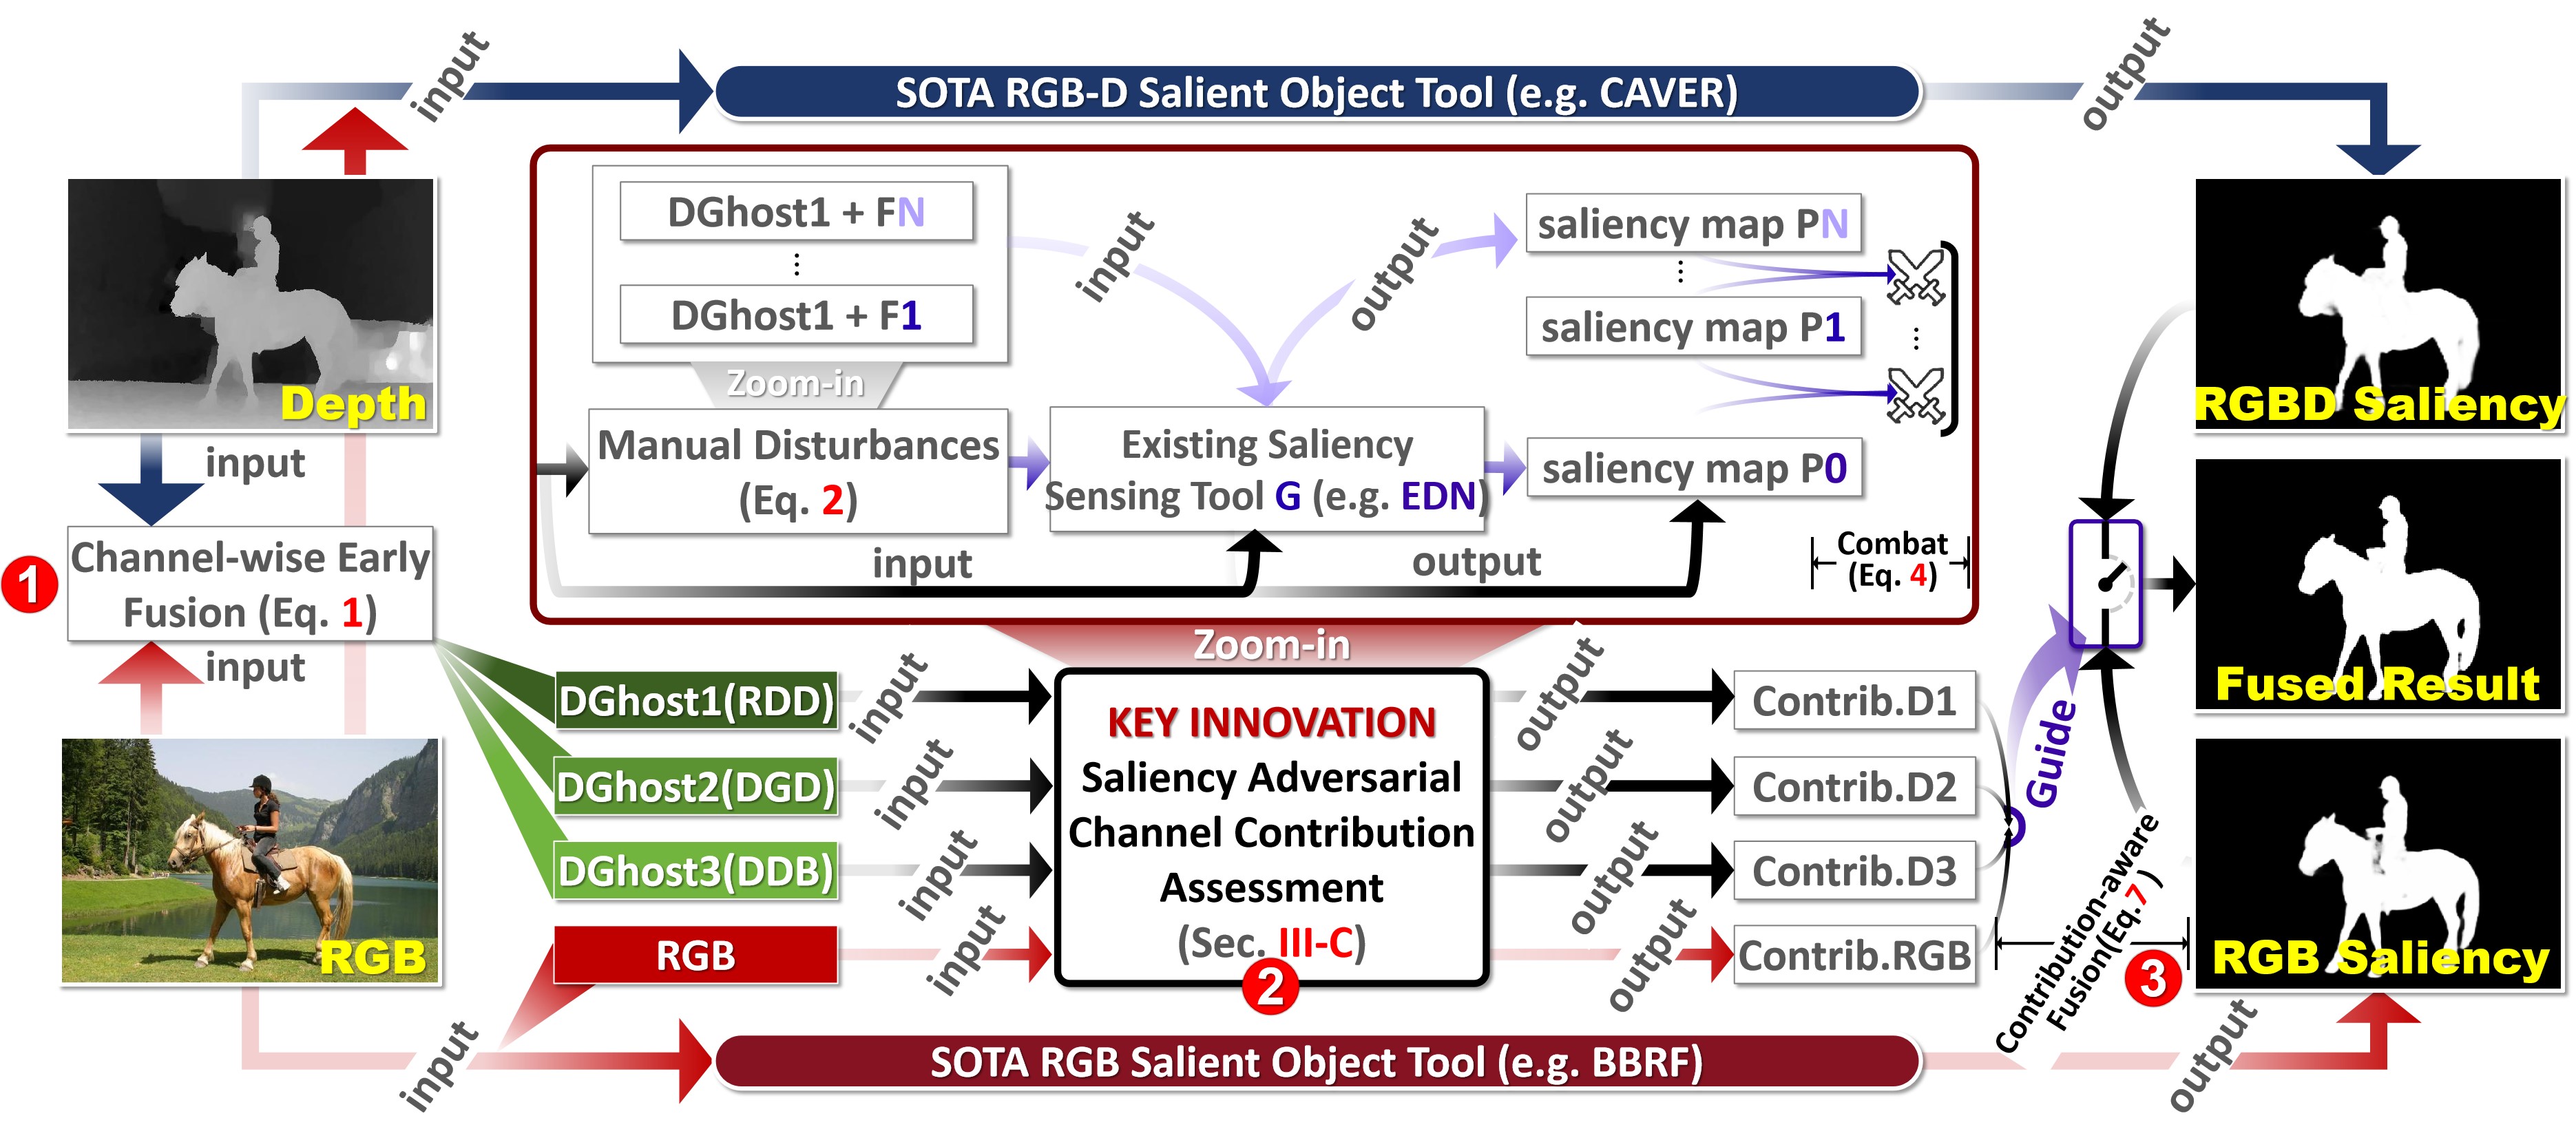 input
SOTA RGB-D Salient Object Tool (e.g. CAVER)
output
Depth
input
DGhost1 + FN
⋮
DGhost1 + F1
Zoom-in
Manual Disturbances
(Eq. 2)
input
output
Existing Saliency
Sensing Tool G (e.g. EDN)
saliency map PN
⋮
saliency map P1
⋮
saliency map P0
input
output
Combat
(Eq. 4)
RGBD Saliency
1
Channel-wise Early
Fusion (Eq. 1)
input
RGB
Zoom-in
DGhost1(RDD)
DGhost2(DGD)
DGhost3(DDB)
RGB
input
input
input
input
KEY INNOVATION
Saliency Adversarial
Channel Contribution
Assessment
(Sec. III-C)
2
output
output
output
output
Contrib.D1
Contrib.D2
Contrib.D3
Contrib.RGB
Guide
Contribution-aware
Fusion(Eq.7)
3
Fused Result
RGB Saliency
input
SOTA RGB Salient Object Tool (e.g. BBRF)
output